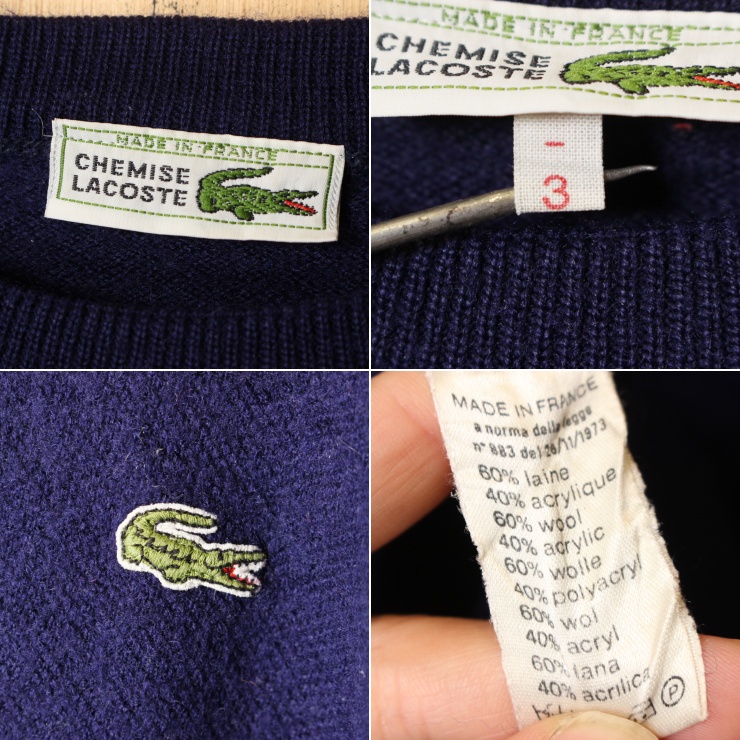 MADE IN FRANCE
CHEMISE
LACOSTE
MADE IN FRANCE
CHEMISE
LACOSTE
-
3
MADE IN FRANCE
a norma della legge
n° 883 del 26/11/1973
60% laine
40% acrylique
60% wool
40% acrylic
60% wolle
40% polyacryl
60% wol
40% acryl
60% lana
40% acrilica
P